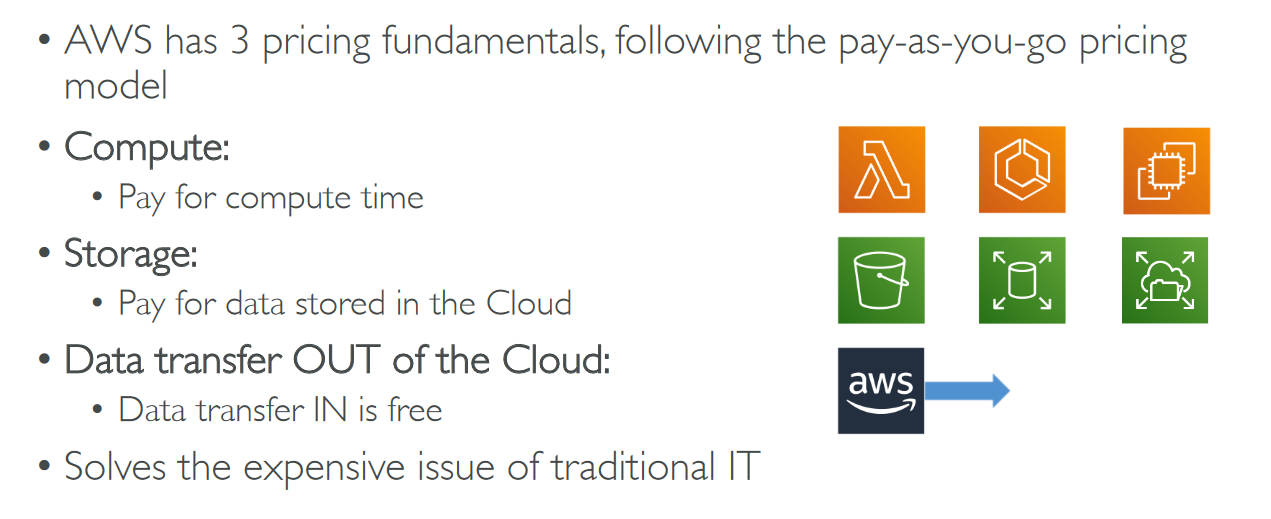 • AWS has 3 pricing fundamentals, following the pay-as-you-go pricing
model
• Compute:
• Pay for compute time
• Storage:
• Pay for data stored in the Cloud
• Data transfer OUT of the Cloud:
aws
• Data transfer IN is free
• Solves the expensive issue of traditional IT